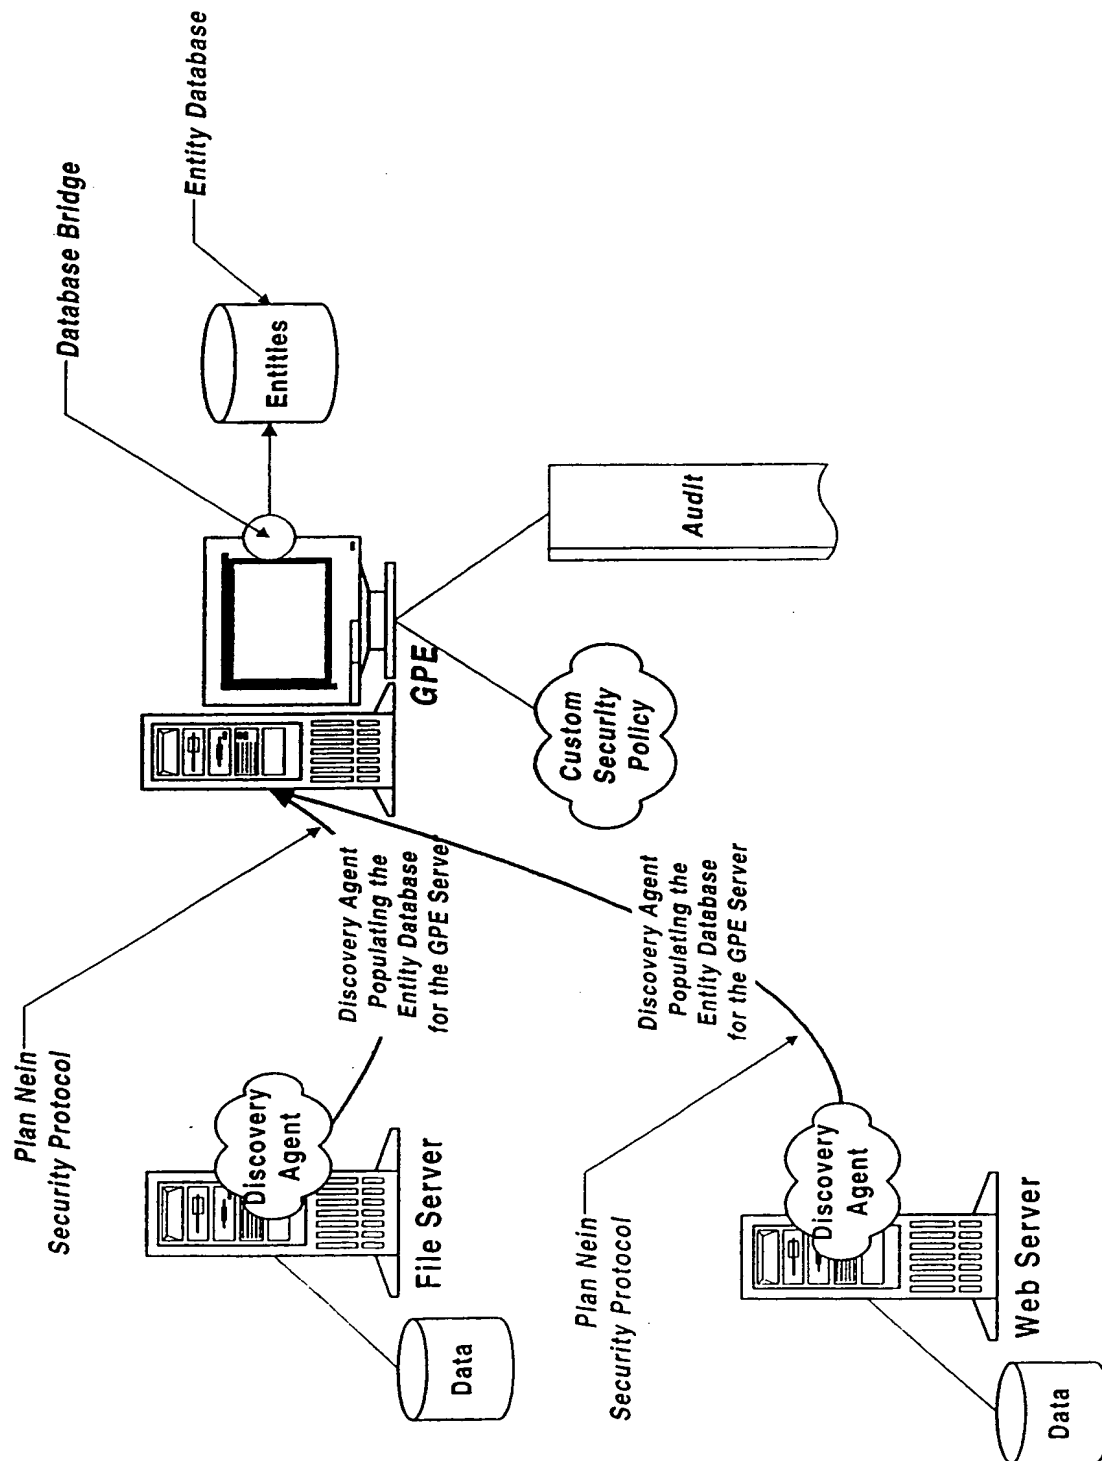 Plan Nein
Security Protocol
Database Bridge
Entity Database
Discovery
Agent
File Server
Data
Discovery Agent
Populating the
Entity Database
for the GPE Server
GPE
Entities
Custom
Security
Policy
Audit
Plan Nein
Security Protocol
Discovery Agent
Populating the
Entity Database
for the GPE Server
Discovery
Agent
Web Server
Data